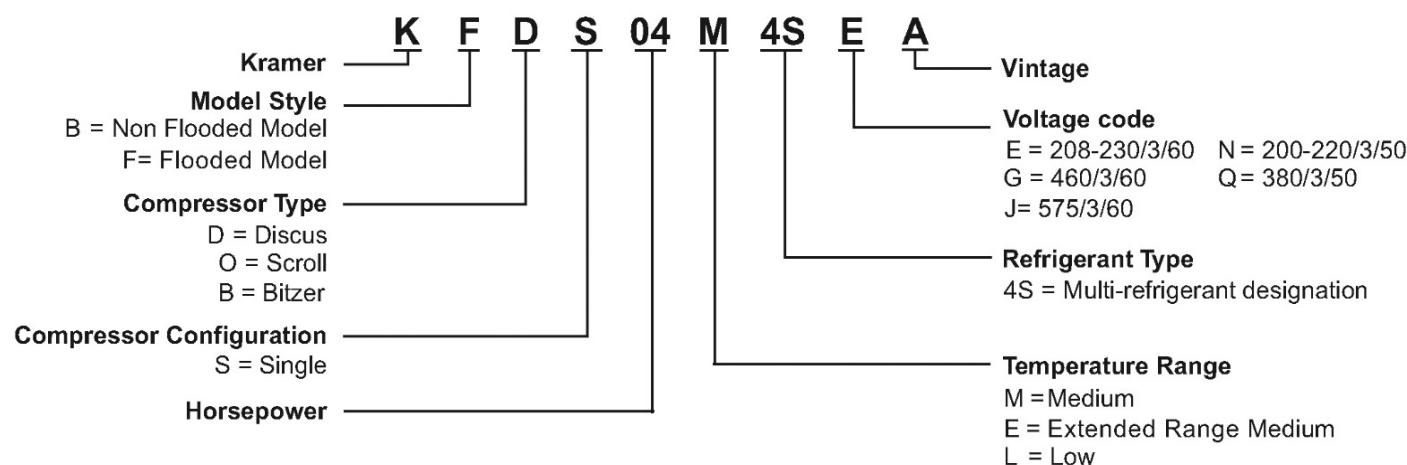 K F D S 04 M 4S E A
Kramer
Model Style
B = Non Flooded Model
F= Flooded Model
Compressor Type
D = Discus
O = Scroll
B = Bitzer
Compressor Configuration
S = Single
Horsepower
Vintage
Voltage code
E = 208-230/3/60 N = 200-220/3/50
G = 460/3/60 Q = 380/3/50
J= 575/3/60
Refrigerant Type
4S = Multi-refrigerant designation
Temperature Range
M =Medium
E = Extended Range Medium
L = Low